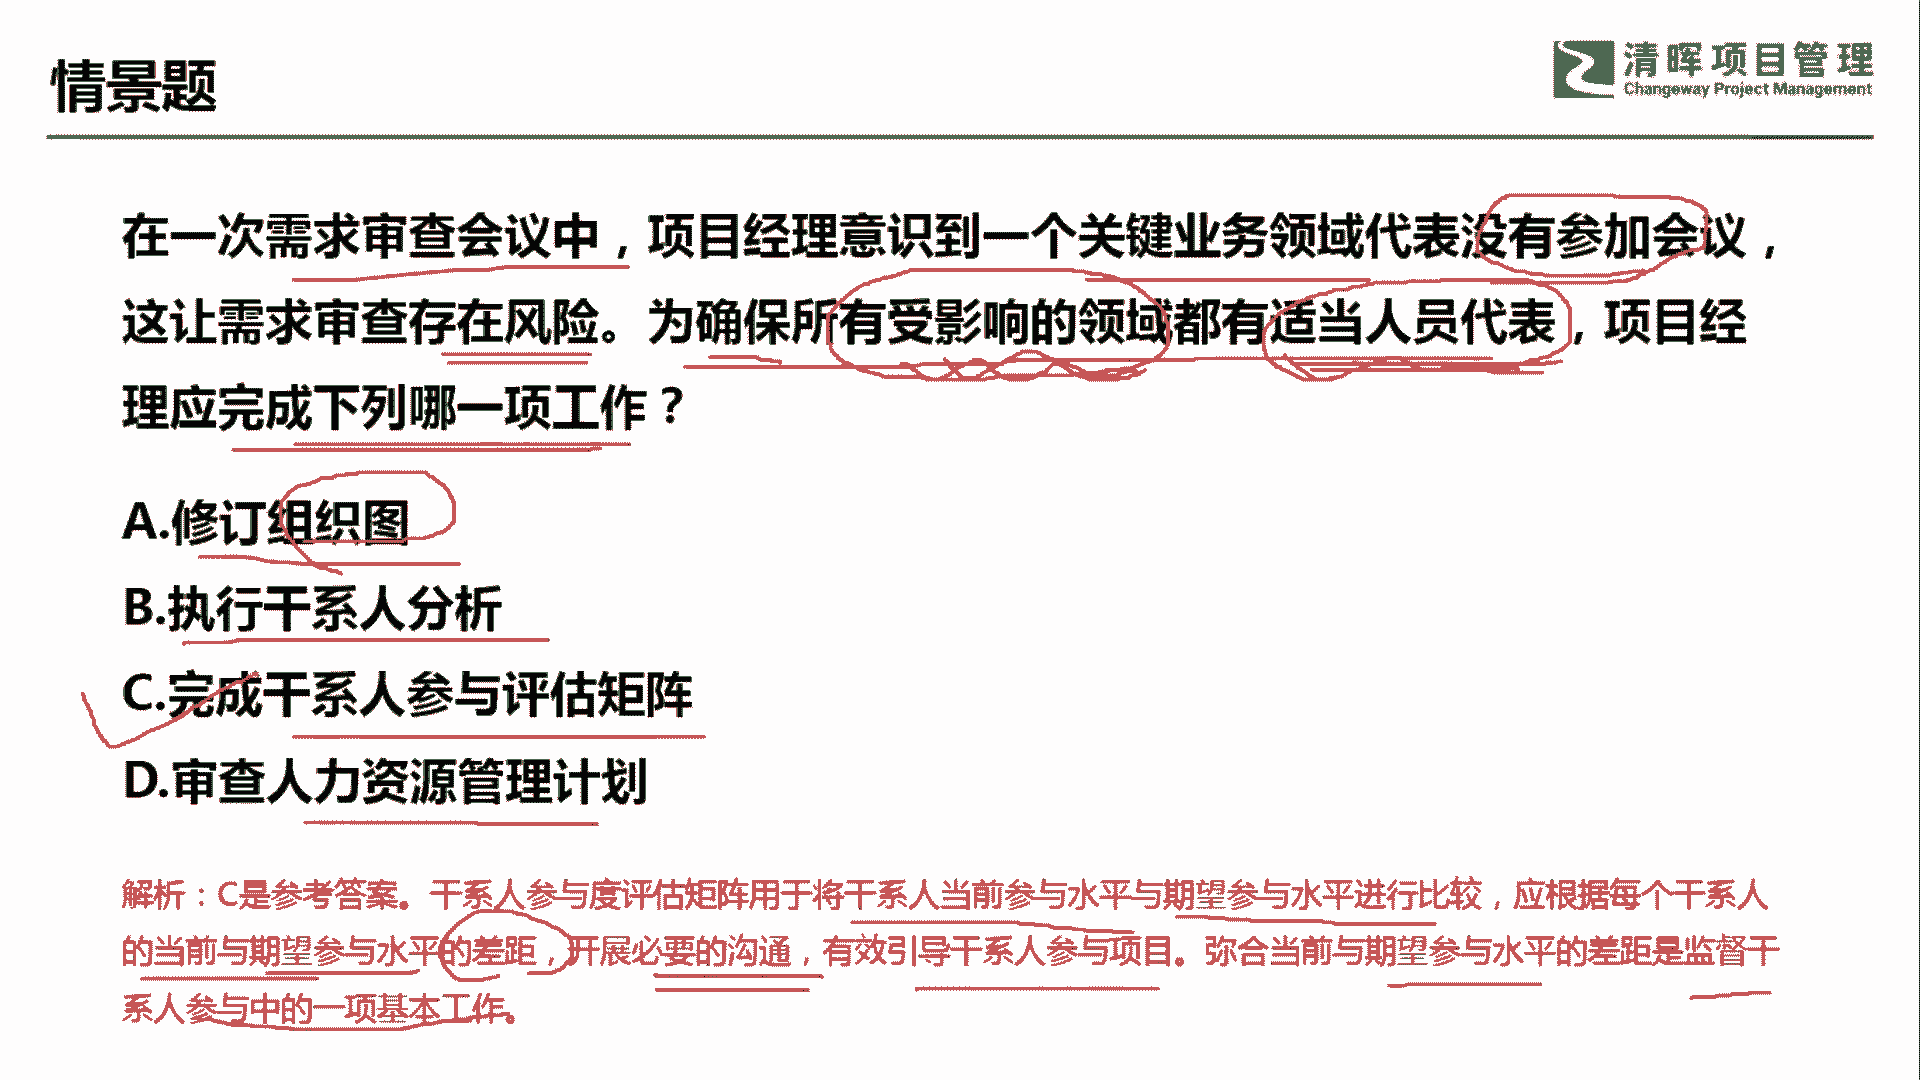 情景题
清晖项目管理
Changeway Project Management
在一次需求审查会议中，项目经理意识到一个关键业务领域代表没有参加会议，
这让需求审查存在风险。为确保所有受影响的领域都有适当人员代表，项目经
理应完成下列哪一项工作？
A.修订组织图
B.执行干系人分析
C.完成干系人参与评估矩阵
D.审查人力资源管理计划
解析：C是参考答案。干系人参与度评估矩阵用于将干系人当前参与水平与期望参与水平进行比较，应根据每个干系人
的当前与期望参与水平的差距，开展必要的沟通，有效引导干系人参与项目。弥合当前与期望参与水平的差距是监督干
系人参与中的一项基本工作。